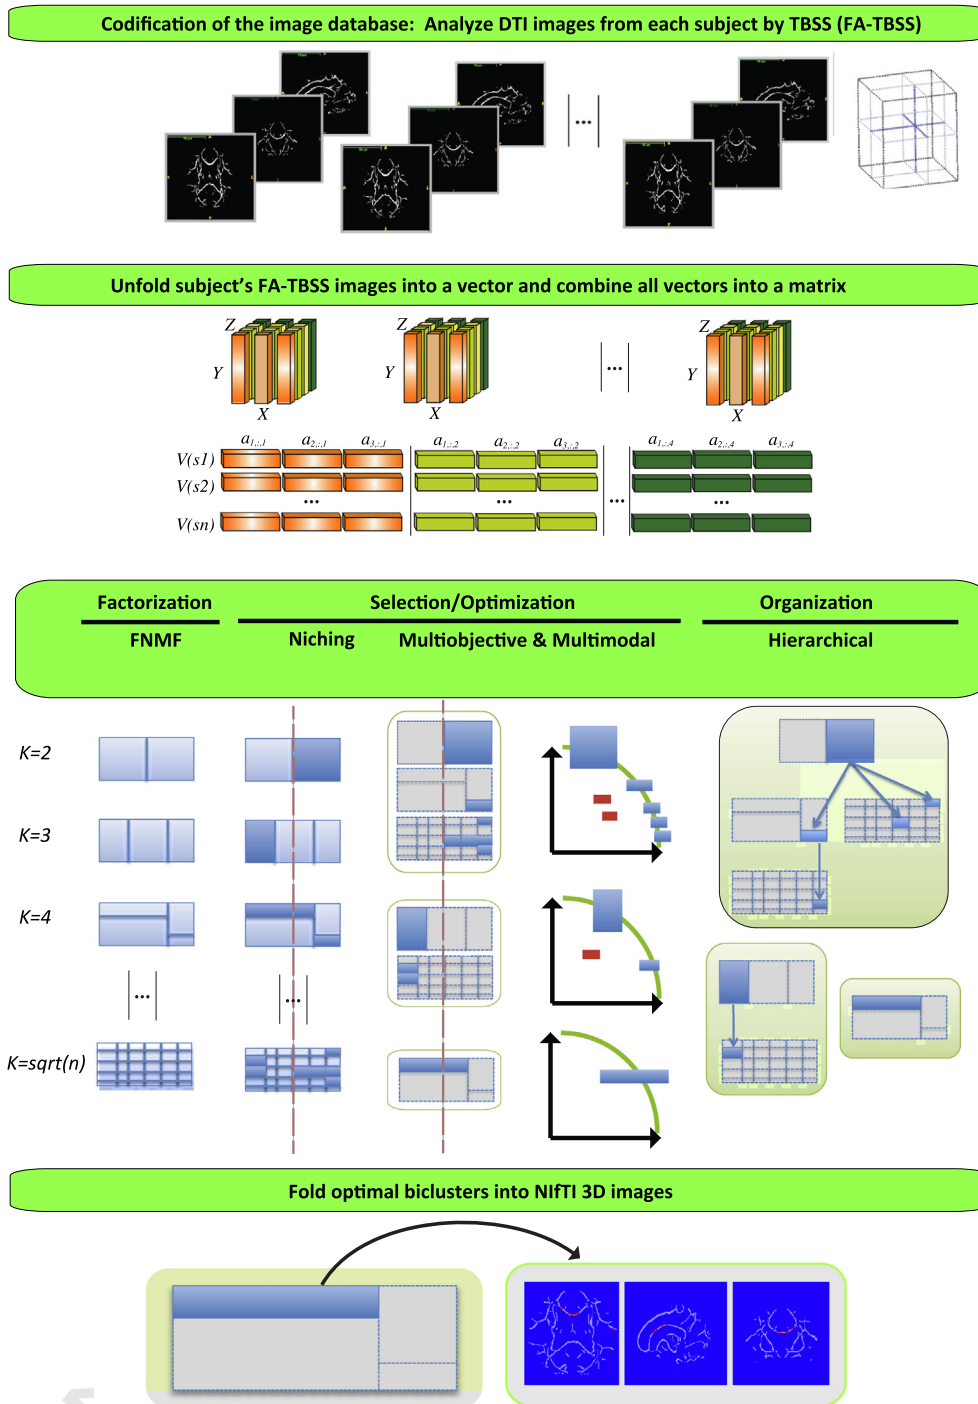 Codification of the image database:  Analyze DTI images from each subject by TBSS (FA-TBSS)
...
Unfold subject's FA-TBSS images into a vector and combine all vectors into a matrix
Z Z Z
Y Y ... Y
X X X
a1,:,1 a2,:,1 a3,:,1 a1,:,2 a2,:,2 a3,:,2 a1,:,4 a2,:,4 a3,:,4
V(s1)
V(s2)
... ... ... ...
V(sn)
Factorization Selection/Optimization Organization
FNMF Niching Multiobjective & Multimodal Hierarchical
K=2
K=3
K=4
... ...
K=sqrt(n)
Fold optimal biclusters into NIfTI 3D images